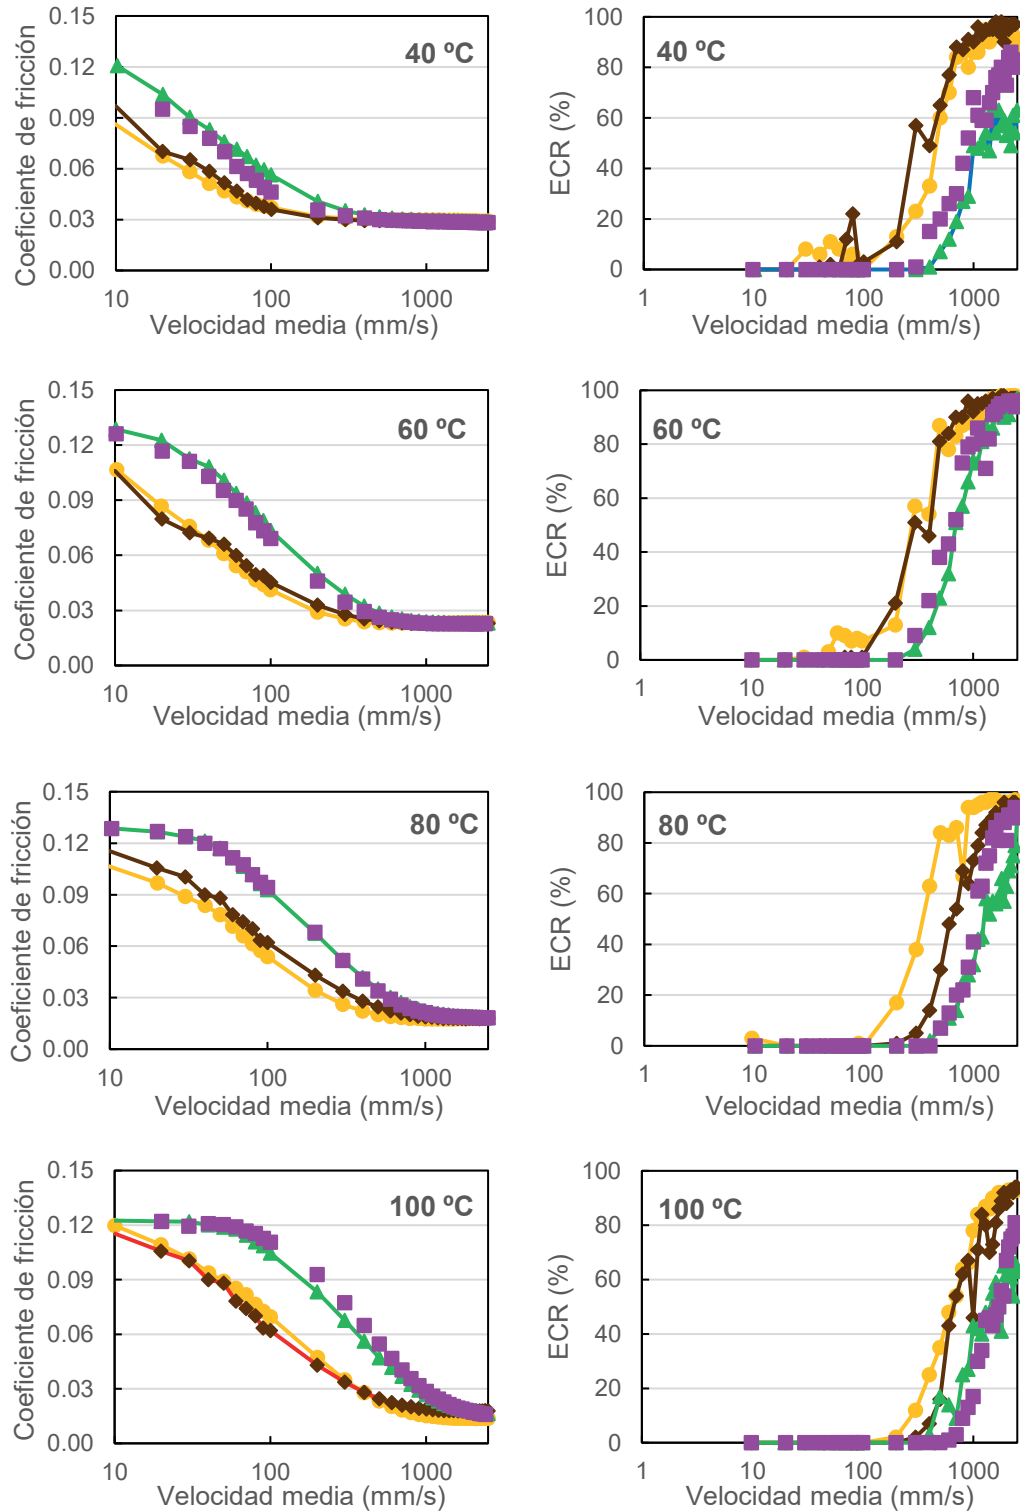 0.15
0.12
0.09
0.06
0.03
0.00
Coeficiente de fricción
40 ºC
10 100 1000
Velocidad media (mm/s)
100
80
60
40
20
0
ECR (%)
40 ºC
1 10 100 1000
Velocidad media (mm/s)
0.15
0.12
0.09
0.06
0.03
0.00
Coeficiente de fricción
60 ºC
10 100 1000
Velocidad media (mm/s)
100
80
60
40
20
0
ECR (%)
60 ºC
1 10 100 1000
Velocidad media (mm/s)
0.15
0.12
0.09
0.06
0.03
0.00
Coeficiente de fricción
80 ºC
10 100 1000
Velocidad media (mm/s)
100
80
60
40
20
0
ECR (%)
80 ºC
1 10 100 1000
Velocidad media (mm/s)
0.15
0.12
0.09
0.06
0.03
0.00
Coeficiente de fricción
100 ºC
10 100 1000
Velocidad media (mm/s)
100
80
60
40
20
0
ECR (%)
100 ºC
1 10 100 1000
Velocidad media (mm/s)